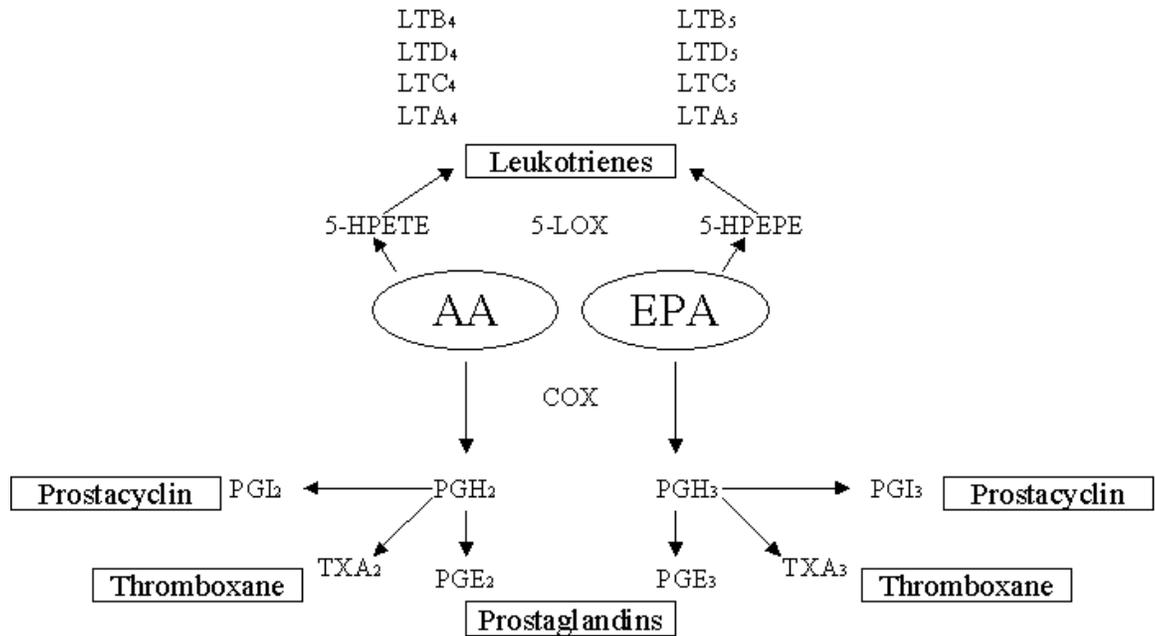 LTB₄ LTB₅
LTD₄ LTD₅
LTC₄ LTC₅
LTA₄ LTA₅
Leukotrienes
5-HPETE 5-LOX 5-HPEPE
AA EPA
COX
Prostacyclin PGI₂ PGH₂ PGH₃ PGI₃ Prostacyclin
TXA₂ PGE₂ PGE₃ TXA₃
Thromboxane Thromboxane
Prostaglandins